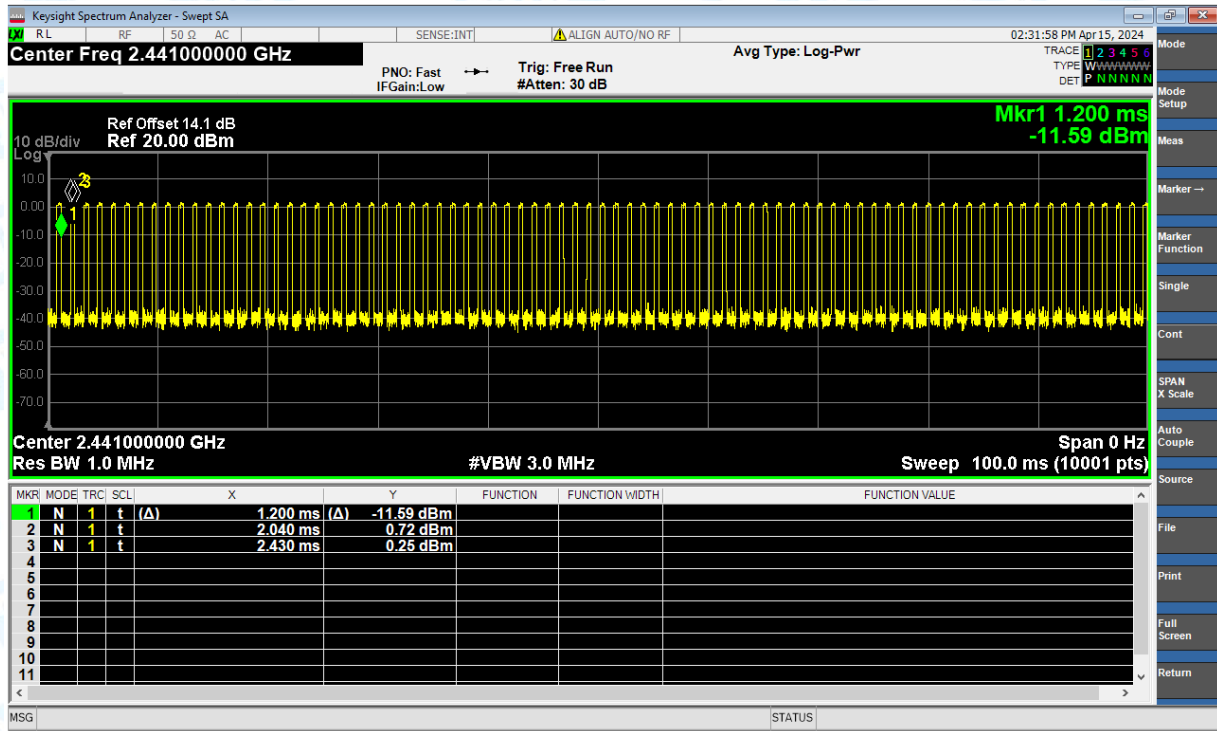 Keysight Spectrum Analyzer - Swept SA
LXI RL RF 50 Ω AC SENSE:INT ALIGN AUTO/NO RF 02:31:58 PM Apr 15, 2024
Center Freq 2.441000000 GHz
PNO: Fast
IFGain:Low
Trig: Free Run
#Atten: 30 dB
Avg Type: Log-Pwr
TRACE 1 2 3 4 5 6
TYPE WWWWWW
DET P N N N N N
Ref Offset 14.1 dB
10 dB/div Ref 20.00 dBm
Log
Mkr1 1.200 ms
-11.59 dBm
10.0
0.00
-10.0
-20.0
-30.0
-40.0
-50.0
-60.0
-70.0
1
2
3
Center 2.441000000 GHz Span 0 Hz
Res BW 1.0 MHz #VBW 3.0 MHz Sweep 100.0 ms (10001 pts)
MKR MODE TRC SCL X Y FUNCTION FUNCTION WIDTH FUNCTION VALUE
1 N 1 t (Δ) 1.200 ms (Δ) -11.59 dBm
2 N 1 t 2.040 ms 0.72 dBm
3 N 1 t 2.430 ms 0.25 dBm
4
5
6
7
8
9
10
11
MSG STATUS
Mode
Mode
Setup
Meas
Marker →
Marker
Function
Single
Cont
SPAN
X Scale
Auto
Couple
Source
File
Print
Full
Screen
Return